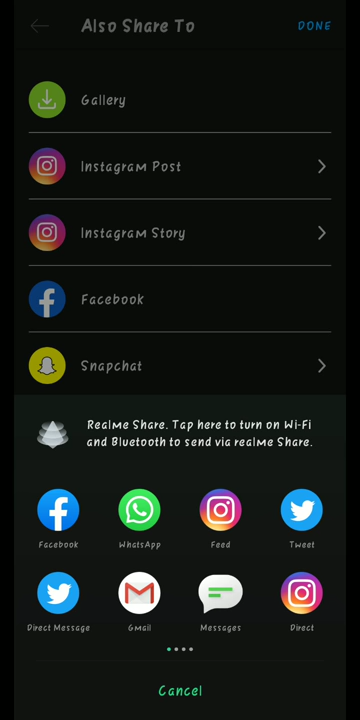 Also Share To
DONE
Gallery
Instagram Post
Instagram Story
Facebook
Snapchat
Realme Share. Tap here to turn on Wi-Fi
and Bluetooth to send via realme Share.
Facebook
WhatsApp
Feed
Tweet
Direct Message
Gmail
Messages
Direct
Cancel